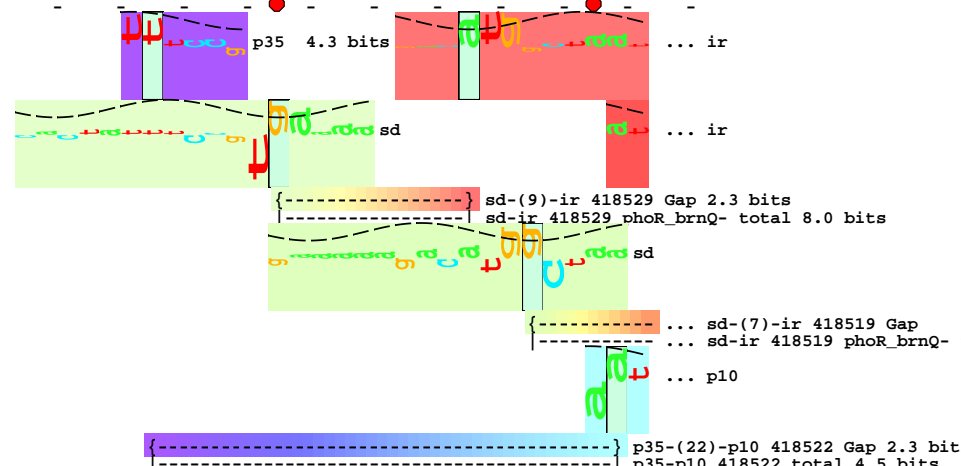 p35 4.3 bits
... ir
sd
... ir
sd-(9)-ir 418529 Gap 2.3 bits
sd-ir 418529 phoR_brnQ- total 8.0 bits
sd
... sd-(7)-ir 418519 Gap
... sd-ir 418519 phoR_brnQ-
... p10
p35-(22)-p10 418522 Gap 2.3 bit
p35-p10 418522 total 4.5 bits